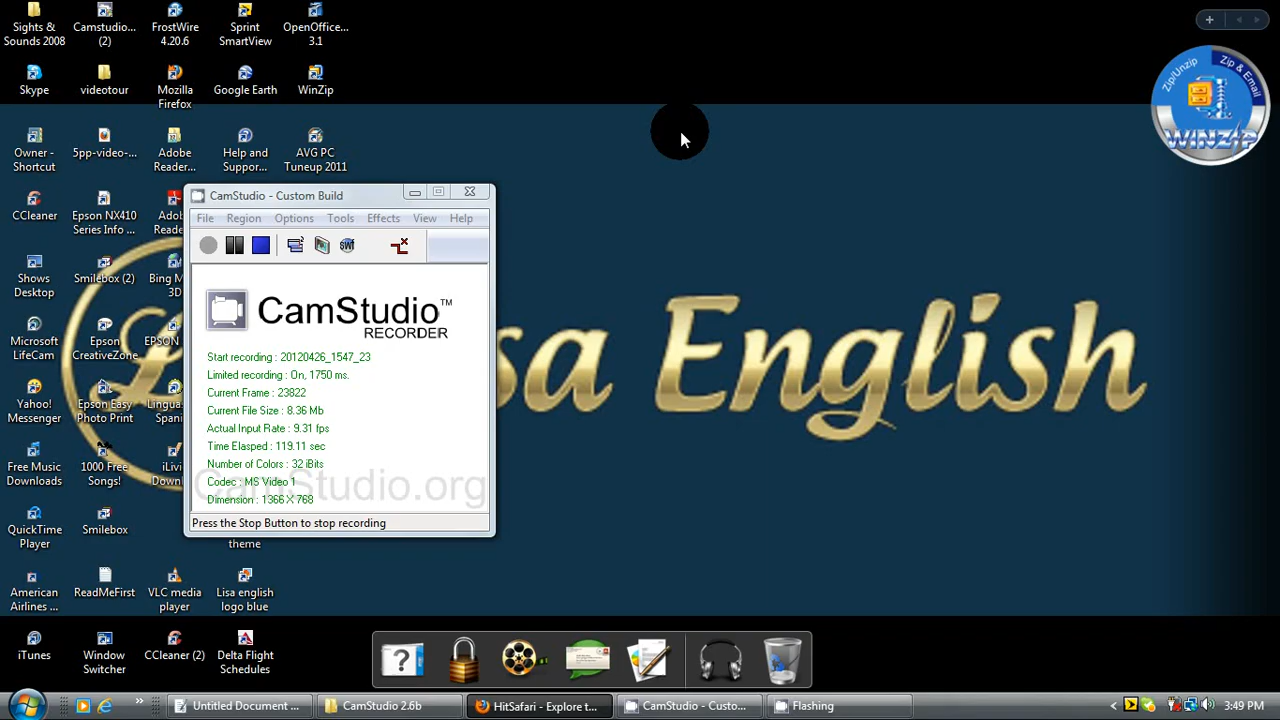 Sights &
Sounds 2008
Camstudio...
(2)
FrostWire
4.20.6
Sprint
SmartView
OpenOffice....
3.1
Skype
videotour
Mozilla
Firefox
Google Earth
WinZip
Zip/Unzip
Zip & Email
WINZIP
Owner -
Shortcut
5pp-video-...
Adobe
Reader...
Help and
Support...
AVG PC
Tuneup 2011
CCleaner
Epson NX410
Series Info ...
Shows
Desktop
Smilebox (2)
Microsoft
LifeCam
Epson
CreativeZone
Yahoo!
Messenger
Epson Easy
Photo Print
Free Music
Downloads
1000 Free
Songs!
QuickTime
Player
Smilebox
theme
American
Airlines ...
ReadMeFirst
VLC media
player
Lisa english
logo blue
iTunes
Window
Switcher
CCleaner (2)
Delta Flight
Schedules
CamStudio - Custom Build
File Region Options Tools Effects View Help
SWF
CamStudio™
RECORDER
Start recording : 20120426_1547_23
Limited recording : On, 1750 ms.
Current Frame : 23822
Current File Size : 8.36 Mb
Actual Input Rate : 9.31 fps
Time Elasped : 119.11 sec
Number of Colors : 32 iBits
Codec : MS Video 1
Dimension : 1366 X 768
CamStudio.org
Press the Stop Button to stop recording
sa English
Untitled Document ...
CamStudio 2.6b
HitSafari - Explore t...
CamStudio - Custo...
Flashing
3:49 PM